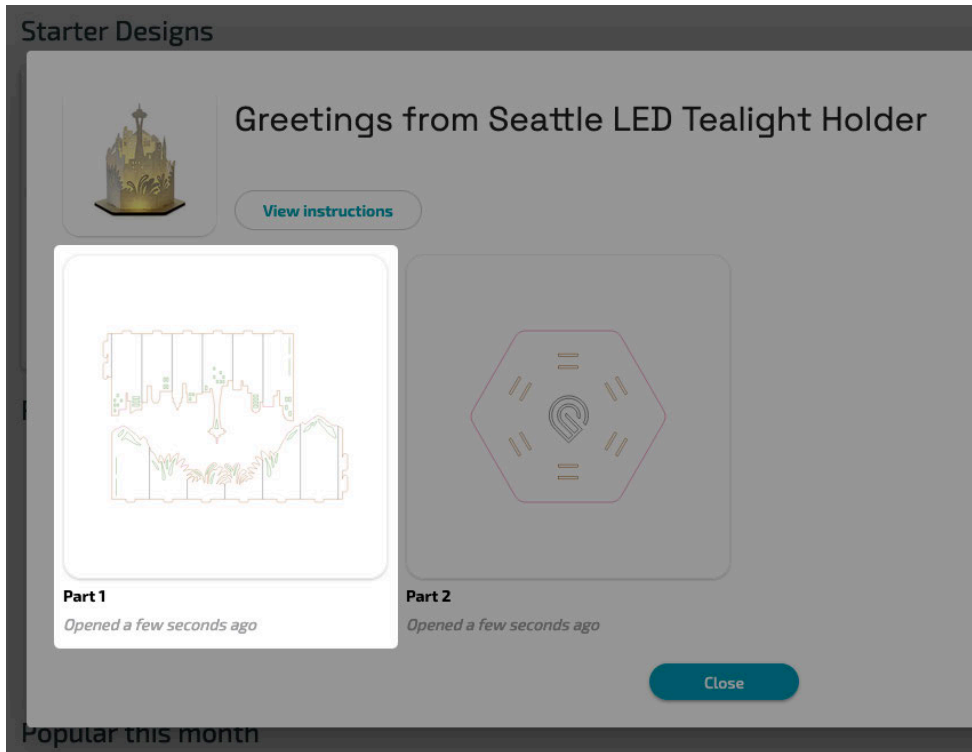 Starter Designs
Greetings from Seattle LED Tealight Holder
View instructions
Part 1
Opened a few seconds ago
Part 2
Opened a few seconds ago
Close
Popular this month